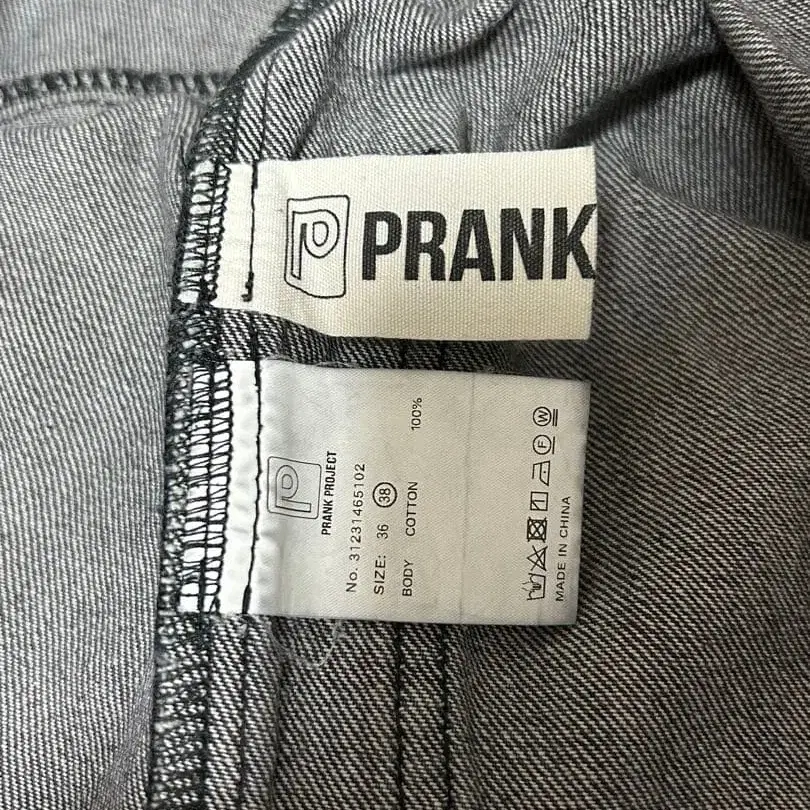 PRANK
PRANK PROJECT
No. 31231465102
SIZE: 36 38
BODY COTTON 100%
F W
MADE IN CHINA